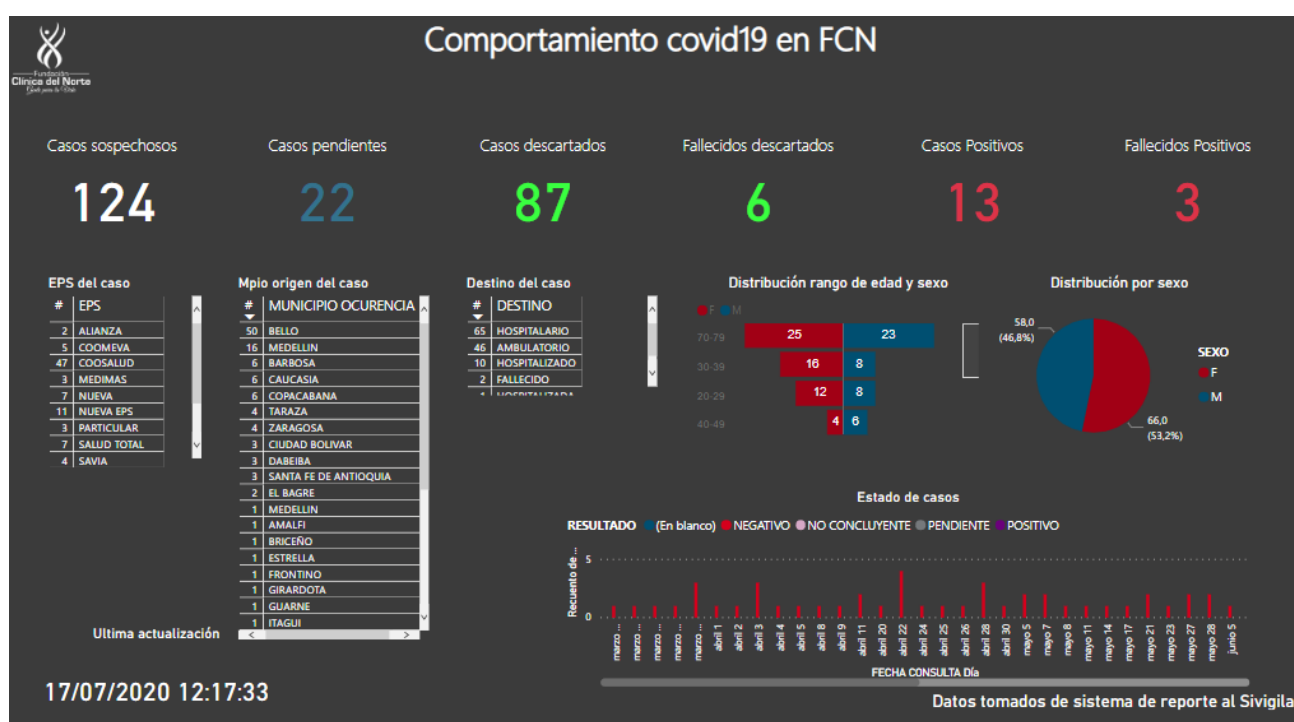 Comportamiento covid19 en FCN
Fundación
Clínica del Norte
Casos sospechosos
124
Casos pendientes
22
Casos descartados
87
Fallecidos descartados
6
Casos Positivos
13
Fallecidos Positivos
3
EPS del caso
# EPS
2 ALIANZA
5 COOMEVA
47 COOSALUD
3 MEDIMAS
7 NUEVA
11 NUEVA EPS
3 PARTICULAR
7 SALUD TOTAL
4 SAVIA
Mpio origen del caso
# MUNICIPIO OCURENCIA
50 BELLO
16 MEDELLIN
6 BARBOSA
6 CAUCASIA
6 COPACABANA
4 TARAZA
4 ZARAGOSA
3 CIUDAD BOLIVAR
3 DABEIBA
3 SANTA FE DE ANTIOQUIA
2 EL BAGRE
1 MEDELLIN
1 AMALFI
1 BRICEÑO
1 ESTRELLA
1 FRONTINO
1 GIRARDOTA
1 GUARNE
1 ITAGUI
Destino del caso
# DESTINO
65 HOSPITALARIO
46 AMBULATORIO
10 HOSPITALIZADO
2 FALLECIDO
1 HOSPITALIZADA
Distribución rango de edad y sexo
F M
70-79 25 23
30-39 16 8
20-29 12 8
40-49 4 6
Distribución por sexo
58,0
(46,8%)
66,0
(53,2%)
SEXO
F
M
Estado de casos
RESULTADO (En blanco) NEGATIVO NO CONCLUYENTE PENDIENTE POSITIVO
Recuento de ...
5
0
marzo ...
marzo ...
marzo ...
marzo ...
marzo ...
abril 1
abril 2
abril 3
abril 4
abril 5
abril 8
abril 9
abril 11
abril 20
abril 22
abril 24
abril 25
abril 26
abril 28
abril 30
mayo 5
mayo 7
mayo 8
mayo 11
mayo 14
mayo 17
mayo 21
mayo 23
mayo 27
mayo 28
junio 5
FECHA CONSULTA Día
Ultima actualización
17/07/2020 12:17:33
Datos tomados de sistema de reporte al Sivigila